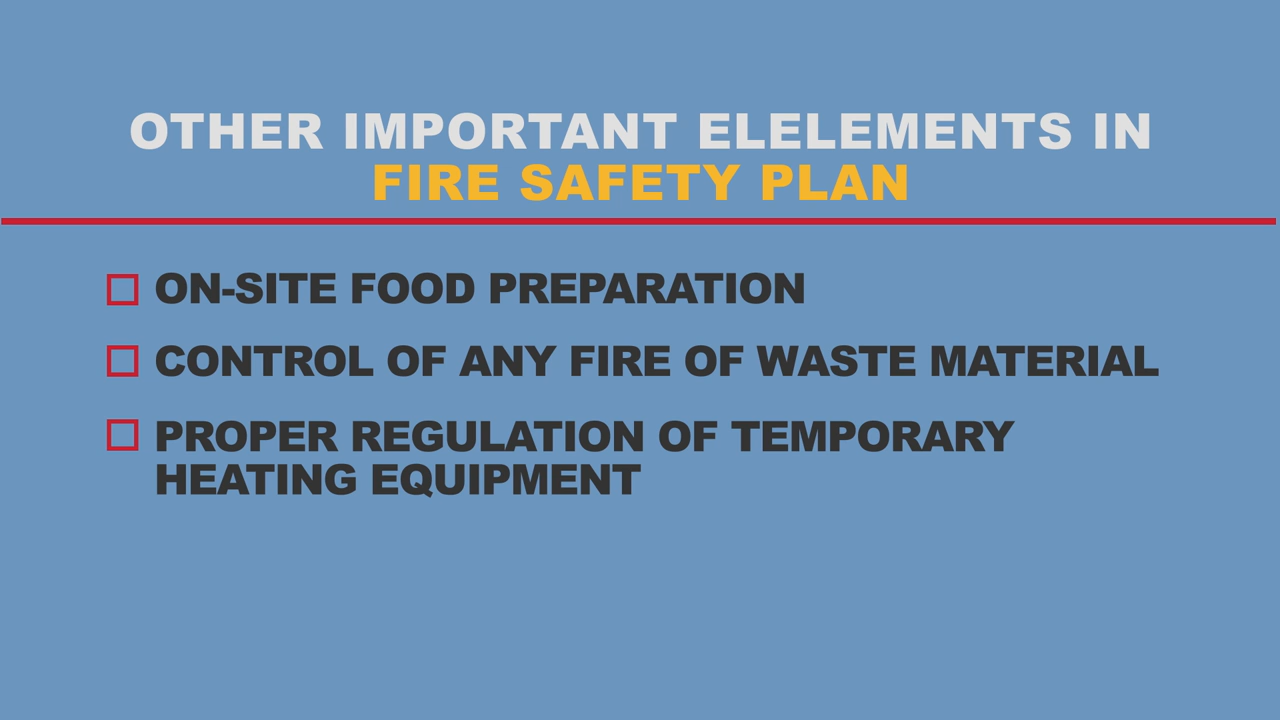 OTHER IMPORTANT ELELEMENTS IN
FIRE SAFETY PLAN
ON-SITE FOOD PREPARATION
CONTROL OF ANY FIRE OF WASTE MATERIAL
PROPER REGULATION OF TEMPORARY
HEATING EQUIPMENT